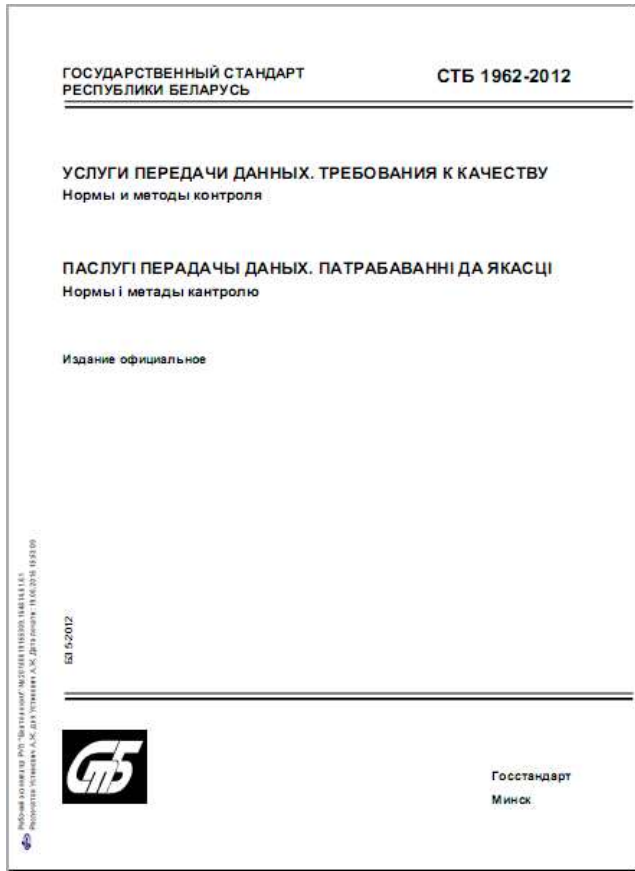 ГОСУДАРСТВЕННЫЙ СТАНДАРТ
РЕСПУБЛИКИ БЕЛАРУСЬ
СТБ 1962-2012
УСЛУГИ ПЕРЕДАЧИ ДАННЫХ. ТРЕБОВАНИЯ К КАЧЕСТВУ
Нормы и методы контроля
ПАСЛУГІ ПЕРАДАЧЫ ДАНЫХ. ПАТРАБАВАННІ ДА ЯКАСЦІ
Нормы і метады кантролю
Издание официальное
БЗ 5-2012
СТБ
Госстандарт
Минск